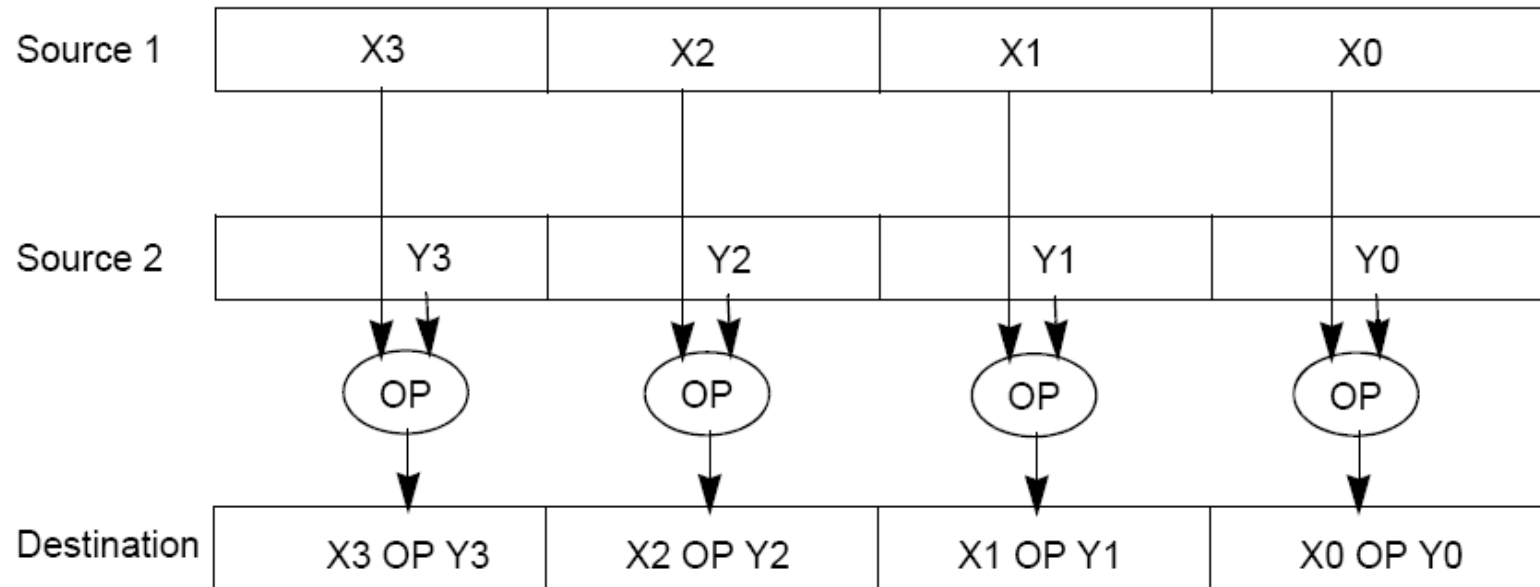 Source 1 X3 X2 X1 X0
Source 2 Y3 Y2 Y1 Y0
OP OP OP OP
Destination X3 OP Y3 X2 OP Y2 X1 OP Y1 X0 OP Y0